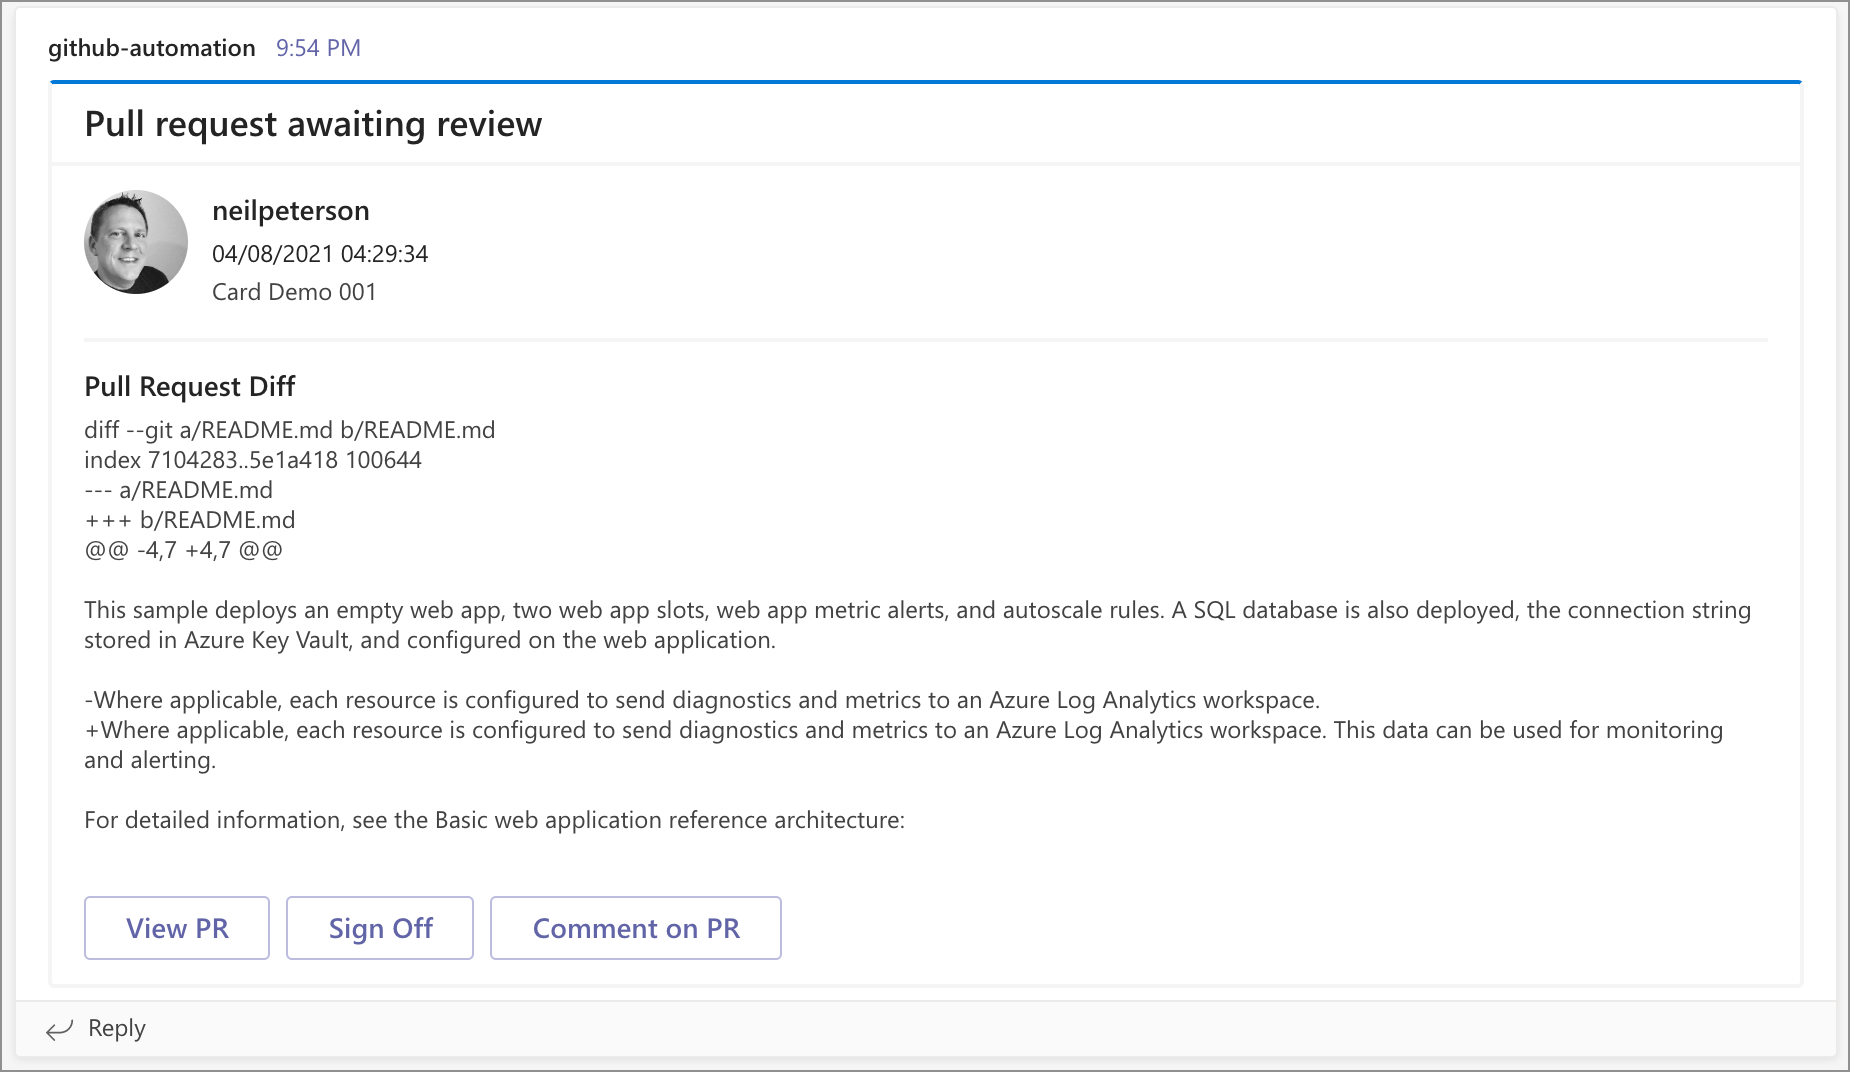 github-automation 9:54 PM
Pull request awaiting review
neilpeterson
04/08/2021 04:29:34
Card Demo 001
Pull Request Diff
diff --git a/README.md b/README.md
index 7104283..5e1a418 100644
--- a/README.md
+++ b/README.md
@@ -4,7 +4,7 @@
This sample deploys an empty web app, two web app slots, web app metric alerts, and autoscale rules. A SQL database is also deployed, the connection string
stored in Azure Key Vault, and configured on the web application.
-Where applicable, each resource is configured to send diagnostics and metrics to an Azure Log Analytics workspace.
+Where applicable, each resource is configured to send diagnostics and metrics to an Azure Log Analytics workspace. This data can be used for monitoring
and alerting.
For detailed information, see the Basic web application reference architecture:
View PR Sign Off Comment on PR
Reply